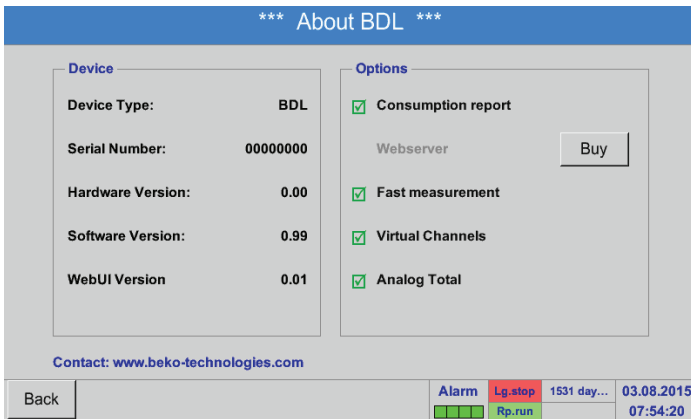 *** About BDL ***
Device
Device Type: BDL
Serial Number: 00000000
Hardware Version: 0.00
Software Version: 0.99
WebUI Version 0.01
Options
Consumption report
Webserver Buy
Fast measurement
Virtual Channels
Analog Total
Contact: www.beko-technologies.com
Back
Alarm Lg.stop 1531 day... 03.08.2015
Rp.run 07:54:20